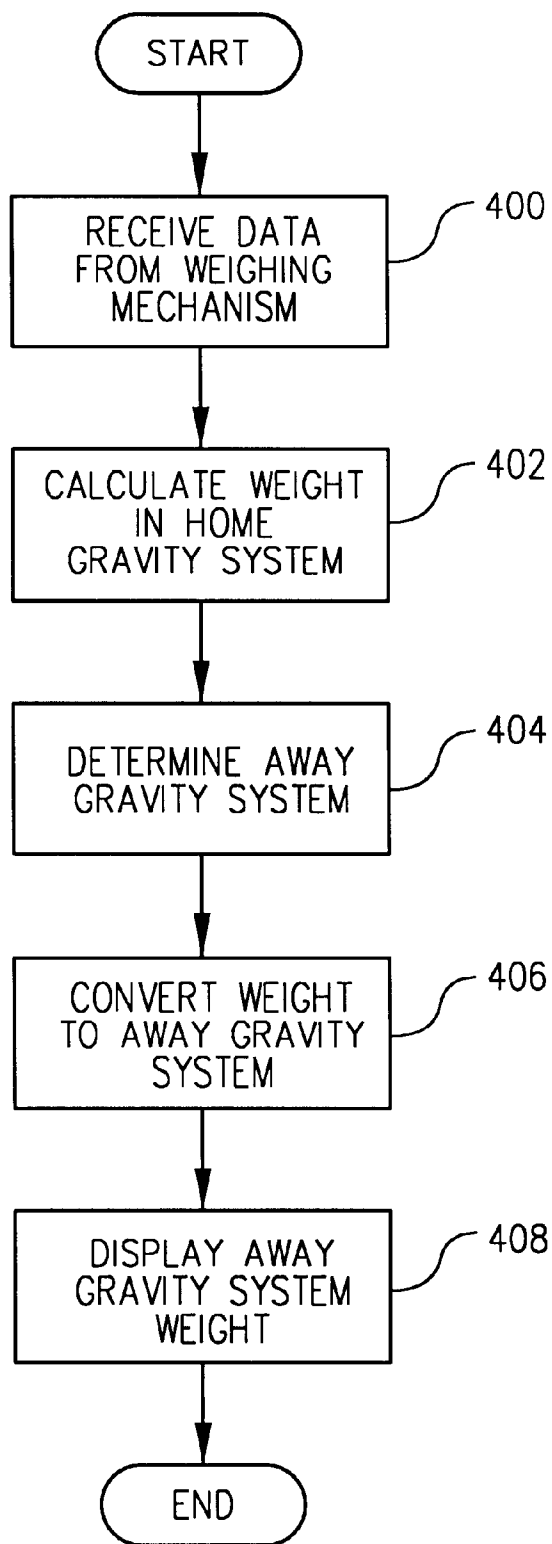 START
RECEIVE DATA
FROM WEIGHING
MECHANISM
400
CALCULATE WEIGHT
IN HOME
GRAVITY SYSTEM
402
DETERMINE AWAY
GRAVITY SYSTEM
404
CONVERT WEIGHT
TO AWAY GRAVITY
SYSTEM
406
DISPLAY AWAY
GRAVITY SYSTEM
WEIGHT
408
END